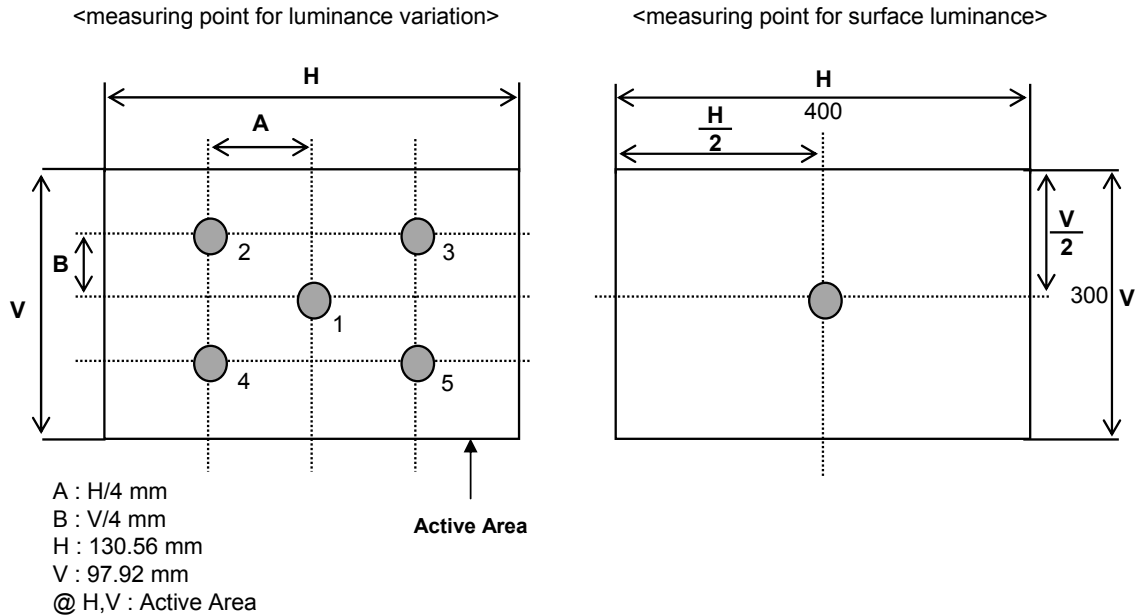 <measuring point for luminance variation>
<measuring point for surface luminance>
H
A
B
V
2
3
1
4
5
Active Area
A : H/4 mm
B : V/4 mm
H : 130.56 mm
V : 97.92 mm
@ H,V : Active Area
H
400
H
2
V
2
300
V